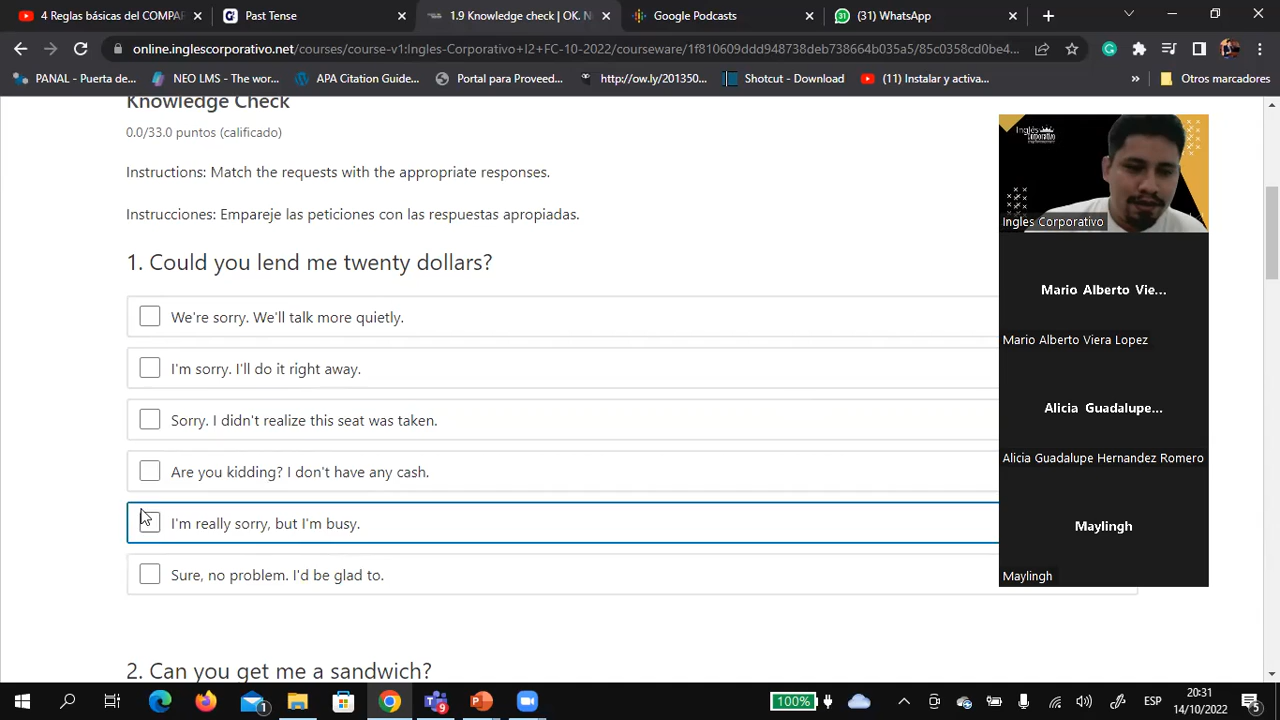 4 Reglas básicas del COMPAR
Past Tense
1.9 Knowledge check | OK. N
Google Podcasts
(31) WhatsApp
online.inglescorporativo.net/courses/course-v1:Ingles-Corporativo+I2+FC-10-2022/courseware/1f810609ddd948738deb738664b035a5/85c0358cd0be4...
PANAL - Puerta de...
NEO LMS - The wor...
APA Citation Guide...
Portal para Proveed...
http://ow.ly/201350...
Shotcut - Download
(11) Instalar y activa...
Otros marcadores
Knowledge Check
0.0/33.0 puntos (calificado)
Instructions: Match the requests with the appropriate responses.
Instrucciones: Empareje las peticiones con las respuestas apropiadas.
1. Could you lend me twenty dollars?
We're sorry. We'll talk more quietly.
I'm sorry. I'll do it right away.
Sorry. I didn't realize this seat was taken.
Are you kidding? I don't have any cash.
I'm really sorry, but I'm busy.
Sure, no problem. I'd be glad to.
2. Can you get me a sandwich?
Inglés
Corporativo
Ingles Corporativo
Mario Alberto Vie...
Mario Alberto Viera Lopez
Alicia Guadalupe...
Alicia Guadalupe Hernandez Romero
Maylingh
Maylingh
1
9
100%
ESP
20:31
14/10/2022
5